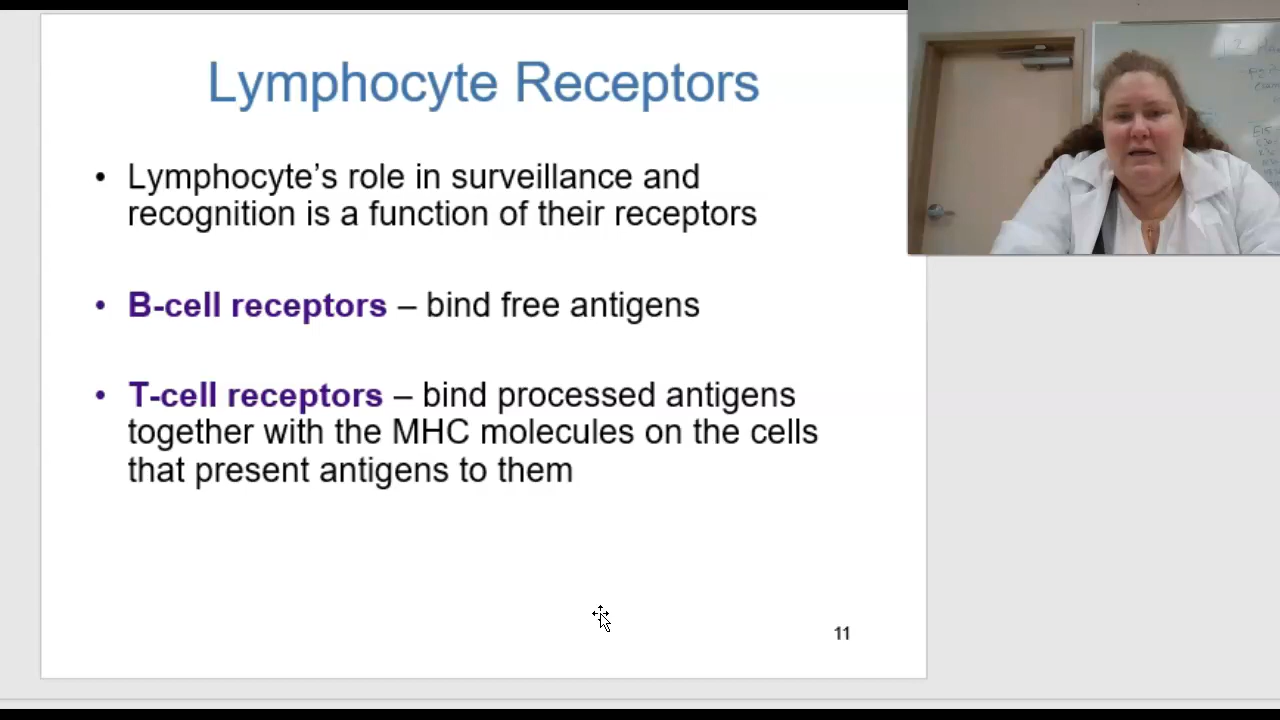 Lymphocyte Receptors
• Lymphocyte’s role in surveillance and
recognition is a function of their receptors
• B-cell receptors – bind free antigens
• T-cell receptors – bind processed antigens
together with the MHC molecules on the cells
that present antigens to them
11